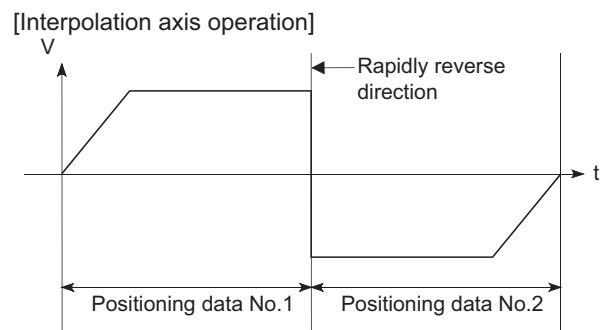 [Interpolation axis operation]
V
Rapidly reverse
direction
t
Positioning data No.1
Positioning data No.2